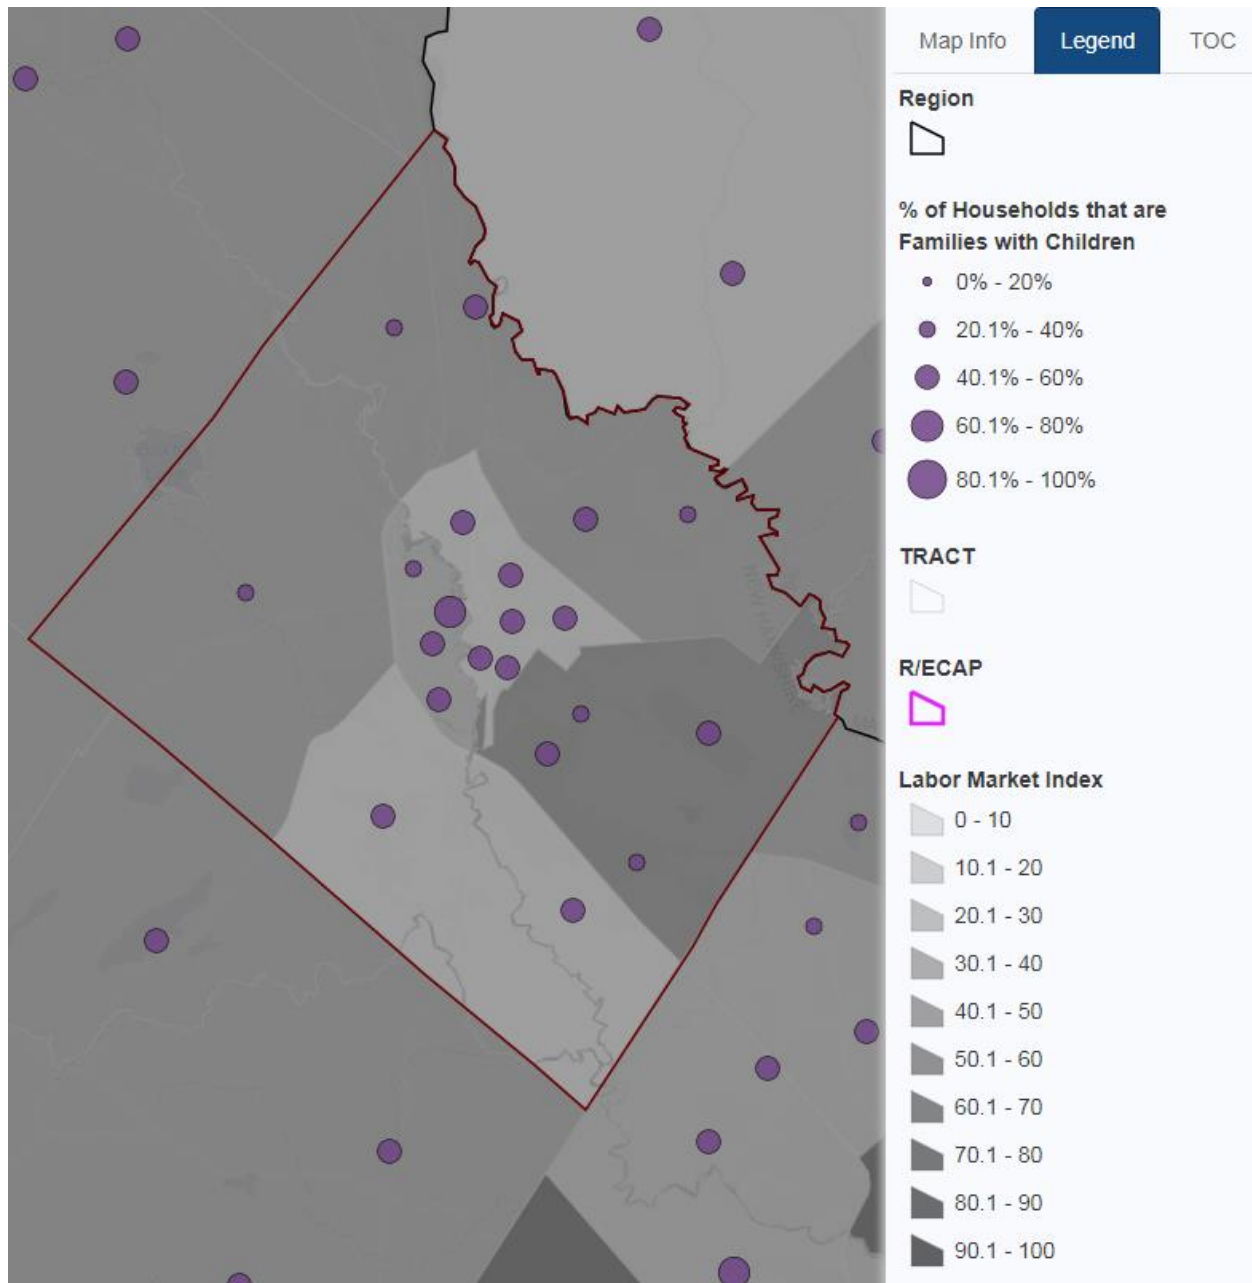 Map Info
Legend
TOC
Region
% of Households that are
Families with Children
0% - 20%
20.1% - 40%
40.1% - 60%
60.1% - 80%
80.1% - 100%
TRACT
R/ECAP
Labor Market Index
0 - 10
10.1 - 20
20.1 - 30
30.1 - 40
40.1 - 50
50.1 - 60
60.1 - 70
70.1 - 80
80.1 - 90
90.1 - 100